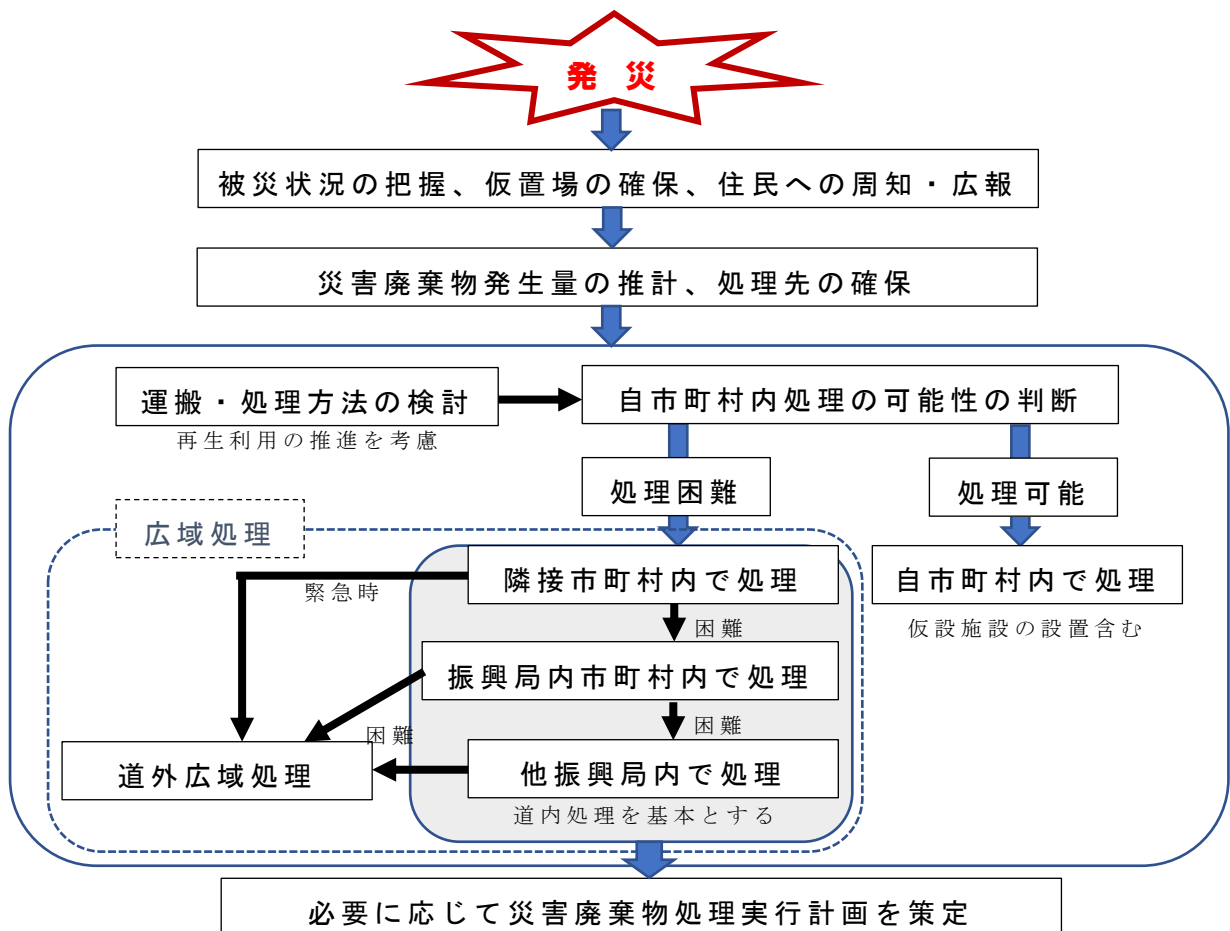 発 災
被災状況の把握、仮置場の確保、住民への周知・広報
災害廃棄物発生量の推計、処理先の確保
運搬・処理方法の検討
再生利用の推進を考慮
自市町村内処理の可能性の判断
処理困難
処理可能
広域処理
隣接市町村内で処理
自市町村内で処理
緊急時
仮設施設の設置含む
困難
振興局内市町村内で処理
困難
困難
道外広域処理
他振興局内で処理
道内処理を基本とする
必要に応じて災害廃棄物処理実行計画を策定